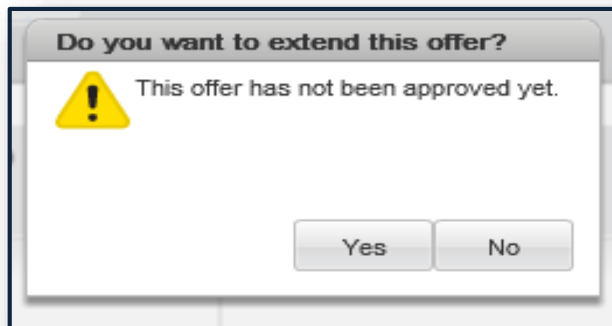 Do you want to extend this offer?
This offer has not been approved yet.
Yes
No